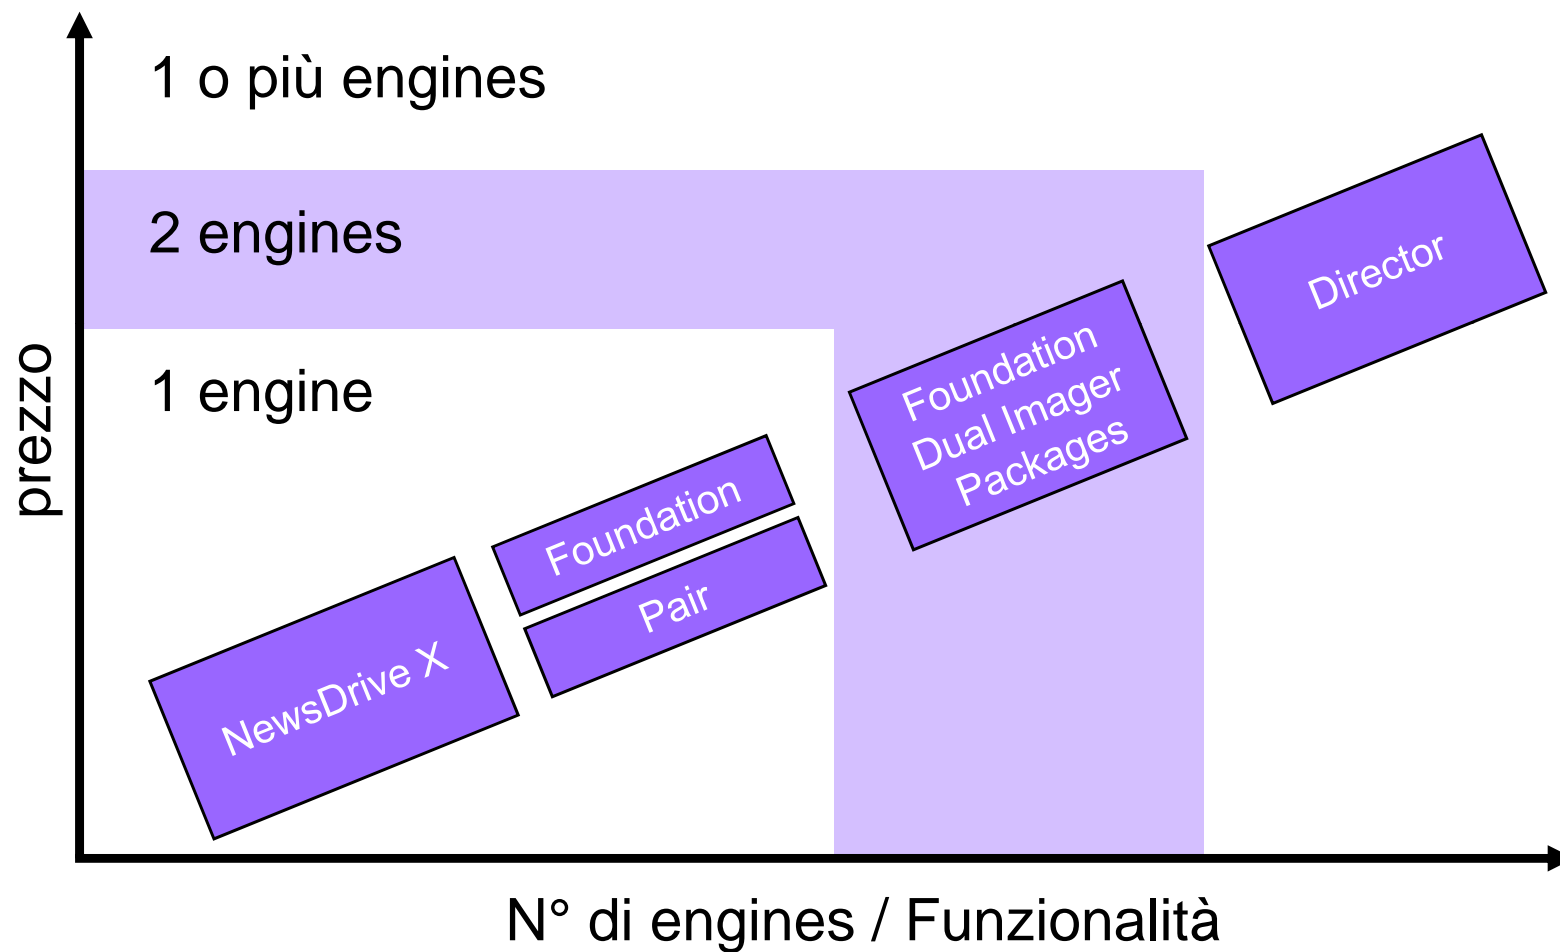 1 o più engines
2 engines
1 engine
prezzo
Director
Foundation
Dual Imager
Packages
Foundation
Pair
NewsDrive X
N° di engines / Funzionalità